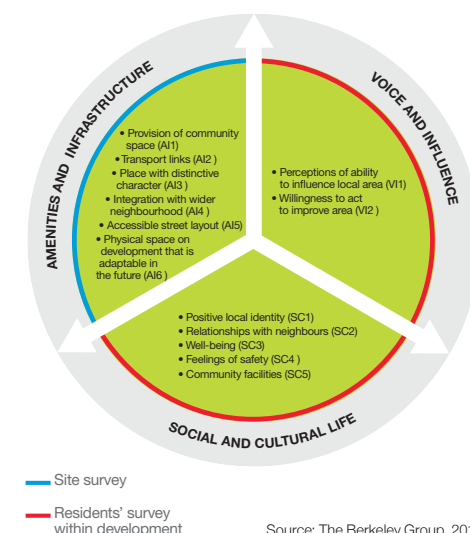 AMENITIES AND INFRASTRUCTURE
• Provision of community
space (AI1)
• Transport links (AI2 )
• Place with distinctive
character (AI3 )
• Integration with wider
neighbourhood (AI4 )
• Accessible street layout (AI5)
• Physical space on
development that is
adaptable in
the future (AI6 )
VOICE AND INFLUENCE
• Perceptions of ability
to influence local area (VI1)
• Willingness to act
to improve area (VI2 )
• Positive local identity (SC1)
• Relationships with neighbours (SC2)
• Well-being (SC3)
• Feelings of safety (SC4 )
• Community facilities (SC5)
SOCIAL AND CULTURAL LIFE
Site survey
Residents' survey
within development
Source: The Berkeley Group,